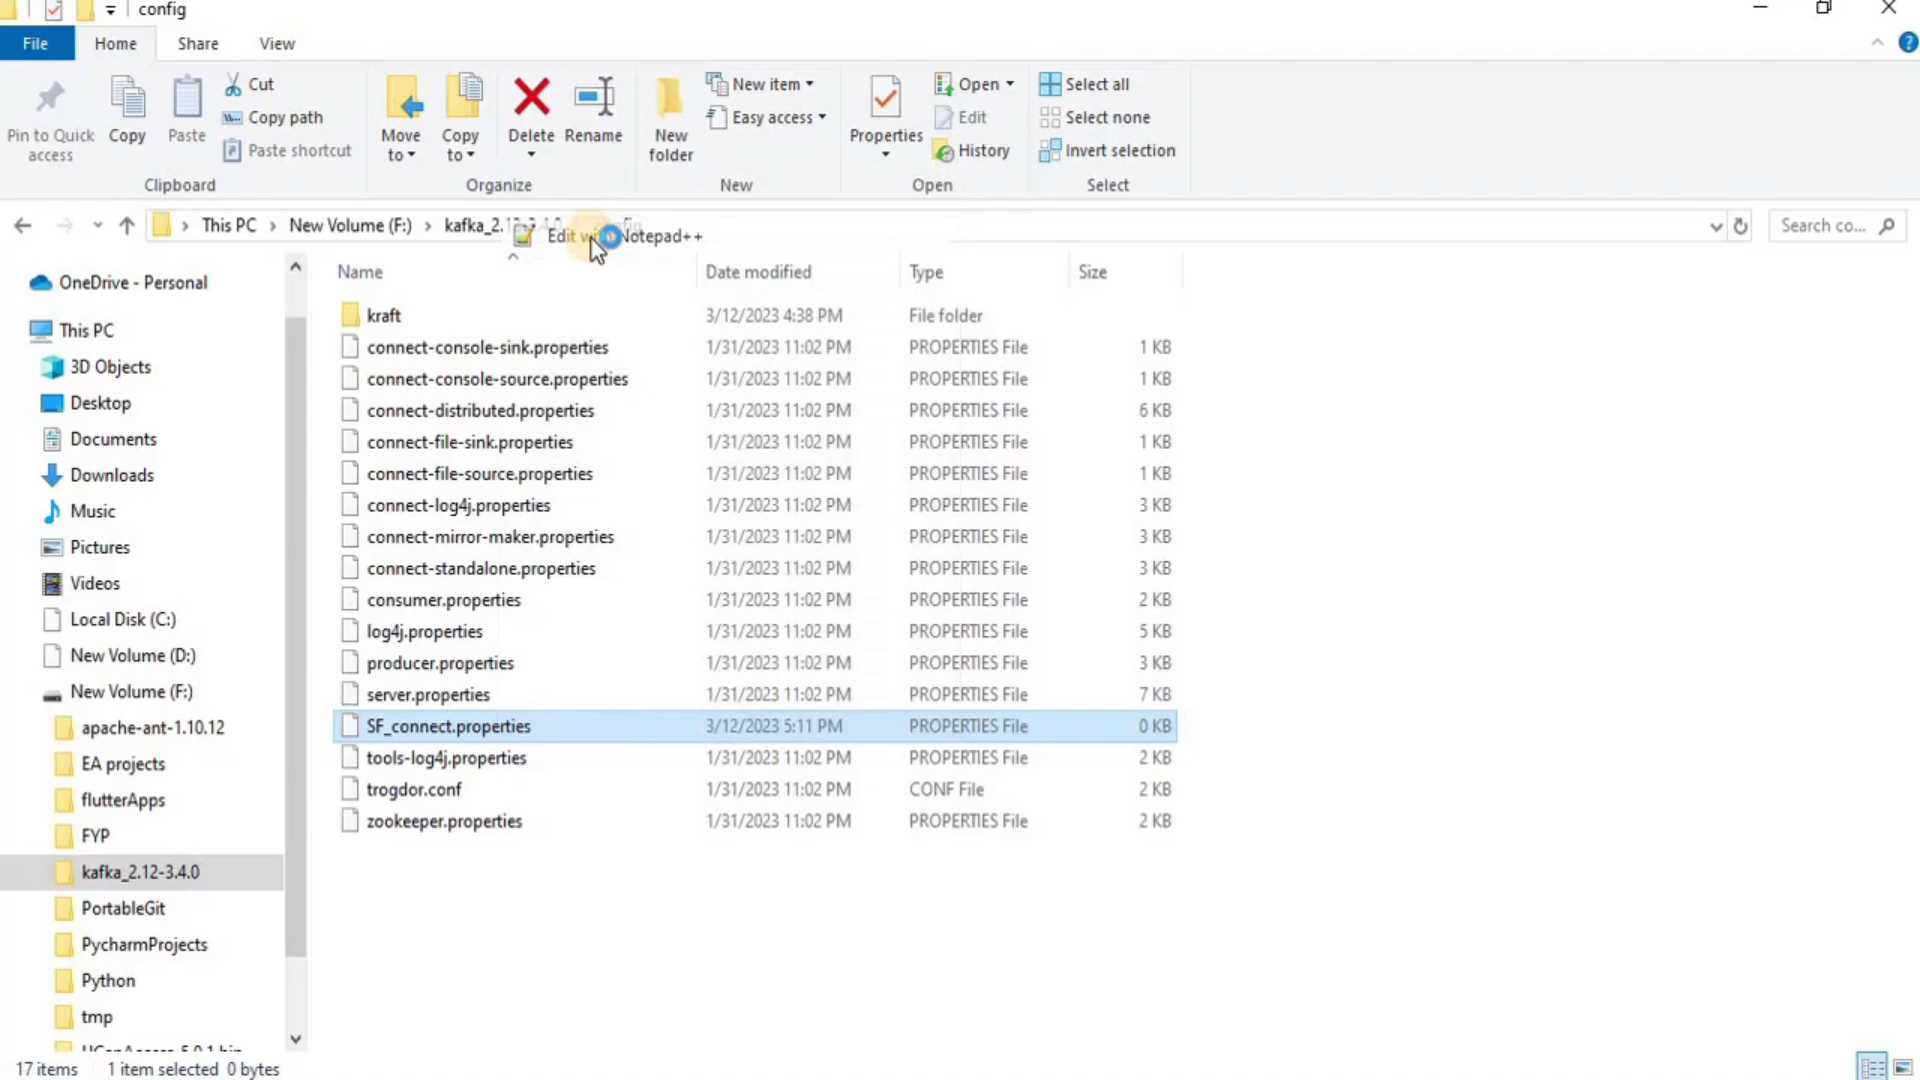 config
File Home Share View
Pin to Quick access
Copy
Paste
Cut
Copy path
Paste shortcut
Clipboard
Move to
Copy to
Delete
Rename
Organize
New folder
New item
Easy access
New
Properties
Open
Edit
History
Open
Select all
Select none
Invert selection
Select
This PC > New Volume (F:) >
Edit Notepad++
Search co...
OneDrive - Personal
This PC
3D Objects
Desktop
Documents
Downloads
Music
Pictures
Videos
Local Disk (C:)
New Volume (D:)
New Volume (F:)
apache-ant-1.10.12
EA projects
flutterApps
FYP
kafka_2.12-3.4.0
PortableGit
PycharmProjects
Python
tmp
Name Date modified Type Size
kraft 3/12/2023 4:38 PM File folder
connect-console-sink.properties 1/31/2023 11:02 PM PROPERTIES File 1 KB
connect-console-source.properties 1/31/2023 11:02 PM PROPERTIES File 1 KB
connect-distributed.properties 1/31/2023 11:02 PM PROPERTIES File 6 KB
connect-file-sink.properties 1/31/2023 11:02 PM PROPERTIES File 1 KB
connect-file-source.properties 1/31/2023 11:02 PM PROPERTIES File 1 KB
connect-log4j.properties 1/31/2023 11:02 PM PROPERTIES File 3 KB
connect-mirror-maker.properties 1/31/2023 11:02 PM PROPERTIES File 3 KB
connect-standalone.properties 1/31/2023 11:02 PM PROPERTIES File 3 KB
consumer.properties 1/31/2023 11:02 PM PROPERTIES File 2 KB
log4j.properties 1/31/2023 11:02 PM PROPERTIES File 5 KB
producer.properties 1/31/2023 11:02 PM PROPERTIES File 3 KB
server.properties 1/31/2023 11:02 PM PROPERTIES File 7 KB
SF_connect.properties 3/12/2023 5:11 PM PROPERTIES File 0 KB
tools-log4j.properties 1/31/2023 11:02 PM PROPERTIES File 2 KB
trogdor.conf 1/31/2023 11:02 PM CONF File 2 KB
zookeeper.properties 1/31/2023 11:02 PM PROPERTIES File 2 KB
17 items 1 item selected 0 bytes